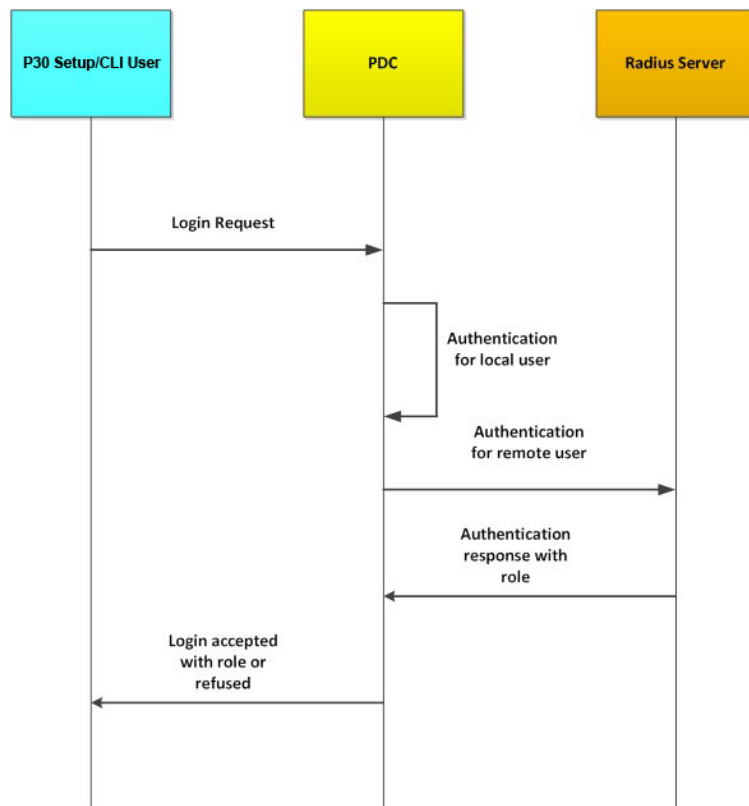 P30 Setup/CLI User
PDC
Radius Server
Login Request
Authentication
for local user
Authentication
for remote user
Authentication
response with
role
Login accepted
with role or
refused